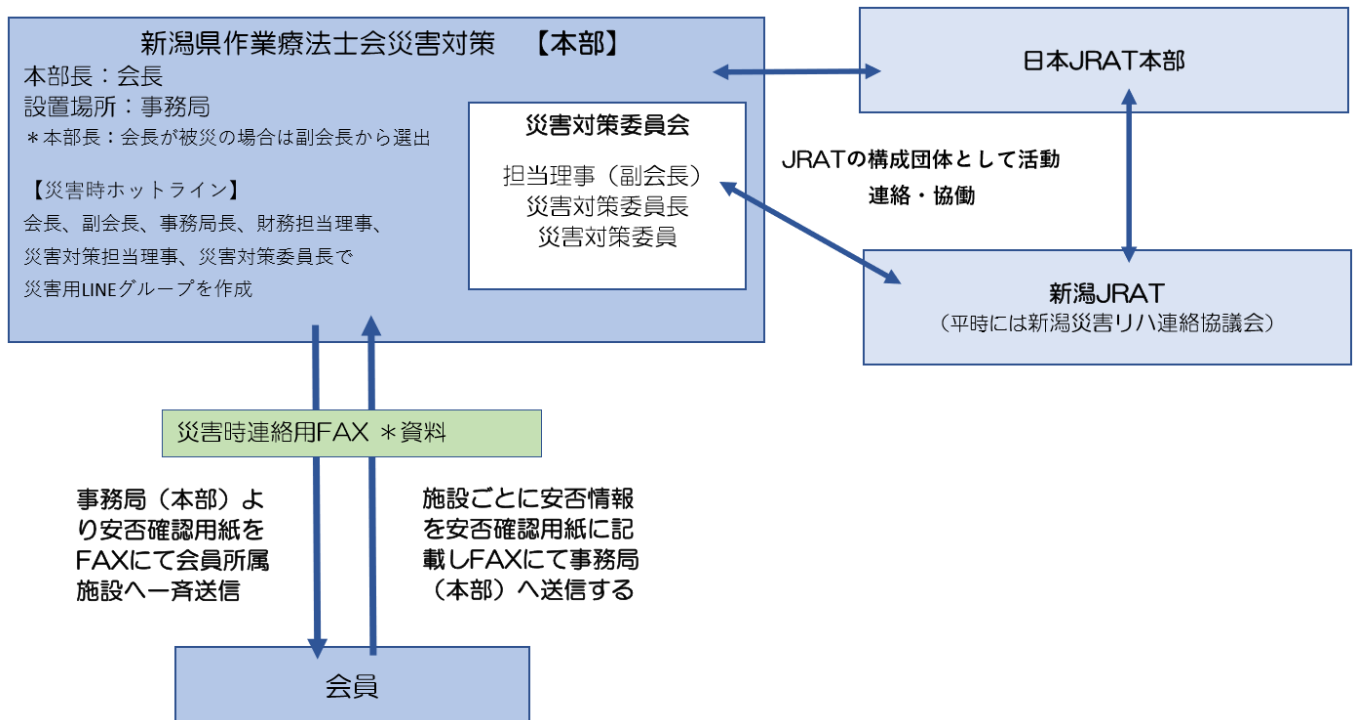 新潟県作業療法士会災害対策 【本部】
本部長:会長
設置場所:事務局
*本部長:会長が被災の場合は副会長から選出
【災害時ホットライン】
会長、副会長、事務局長、財務担当理事、
災害対策担当理事、災害対策委員長で
災害用LINEグループを作成
災害対策委員会
担当理事(副会長)
災害対策委員長
災害対策委員
日本JRAT本部
JRATの構成団体として活動
連絡・協働
新潟JRAT
(平時には新潟災害リハ連絡協議会)
災害時連絡用FAX *資料
事務局(本部)よ
り安否確認用紙を
FAXにて会員所属
施設へ一斉送信
施設ごとに安否情報
を安否確認用紙に記
載しFAXにて事務局
(本部)へ送信する
会員